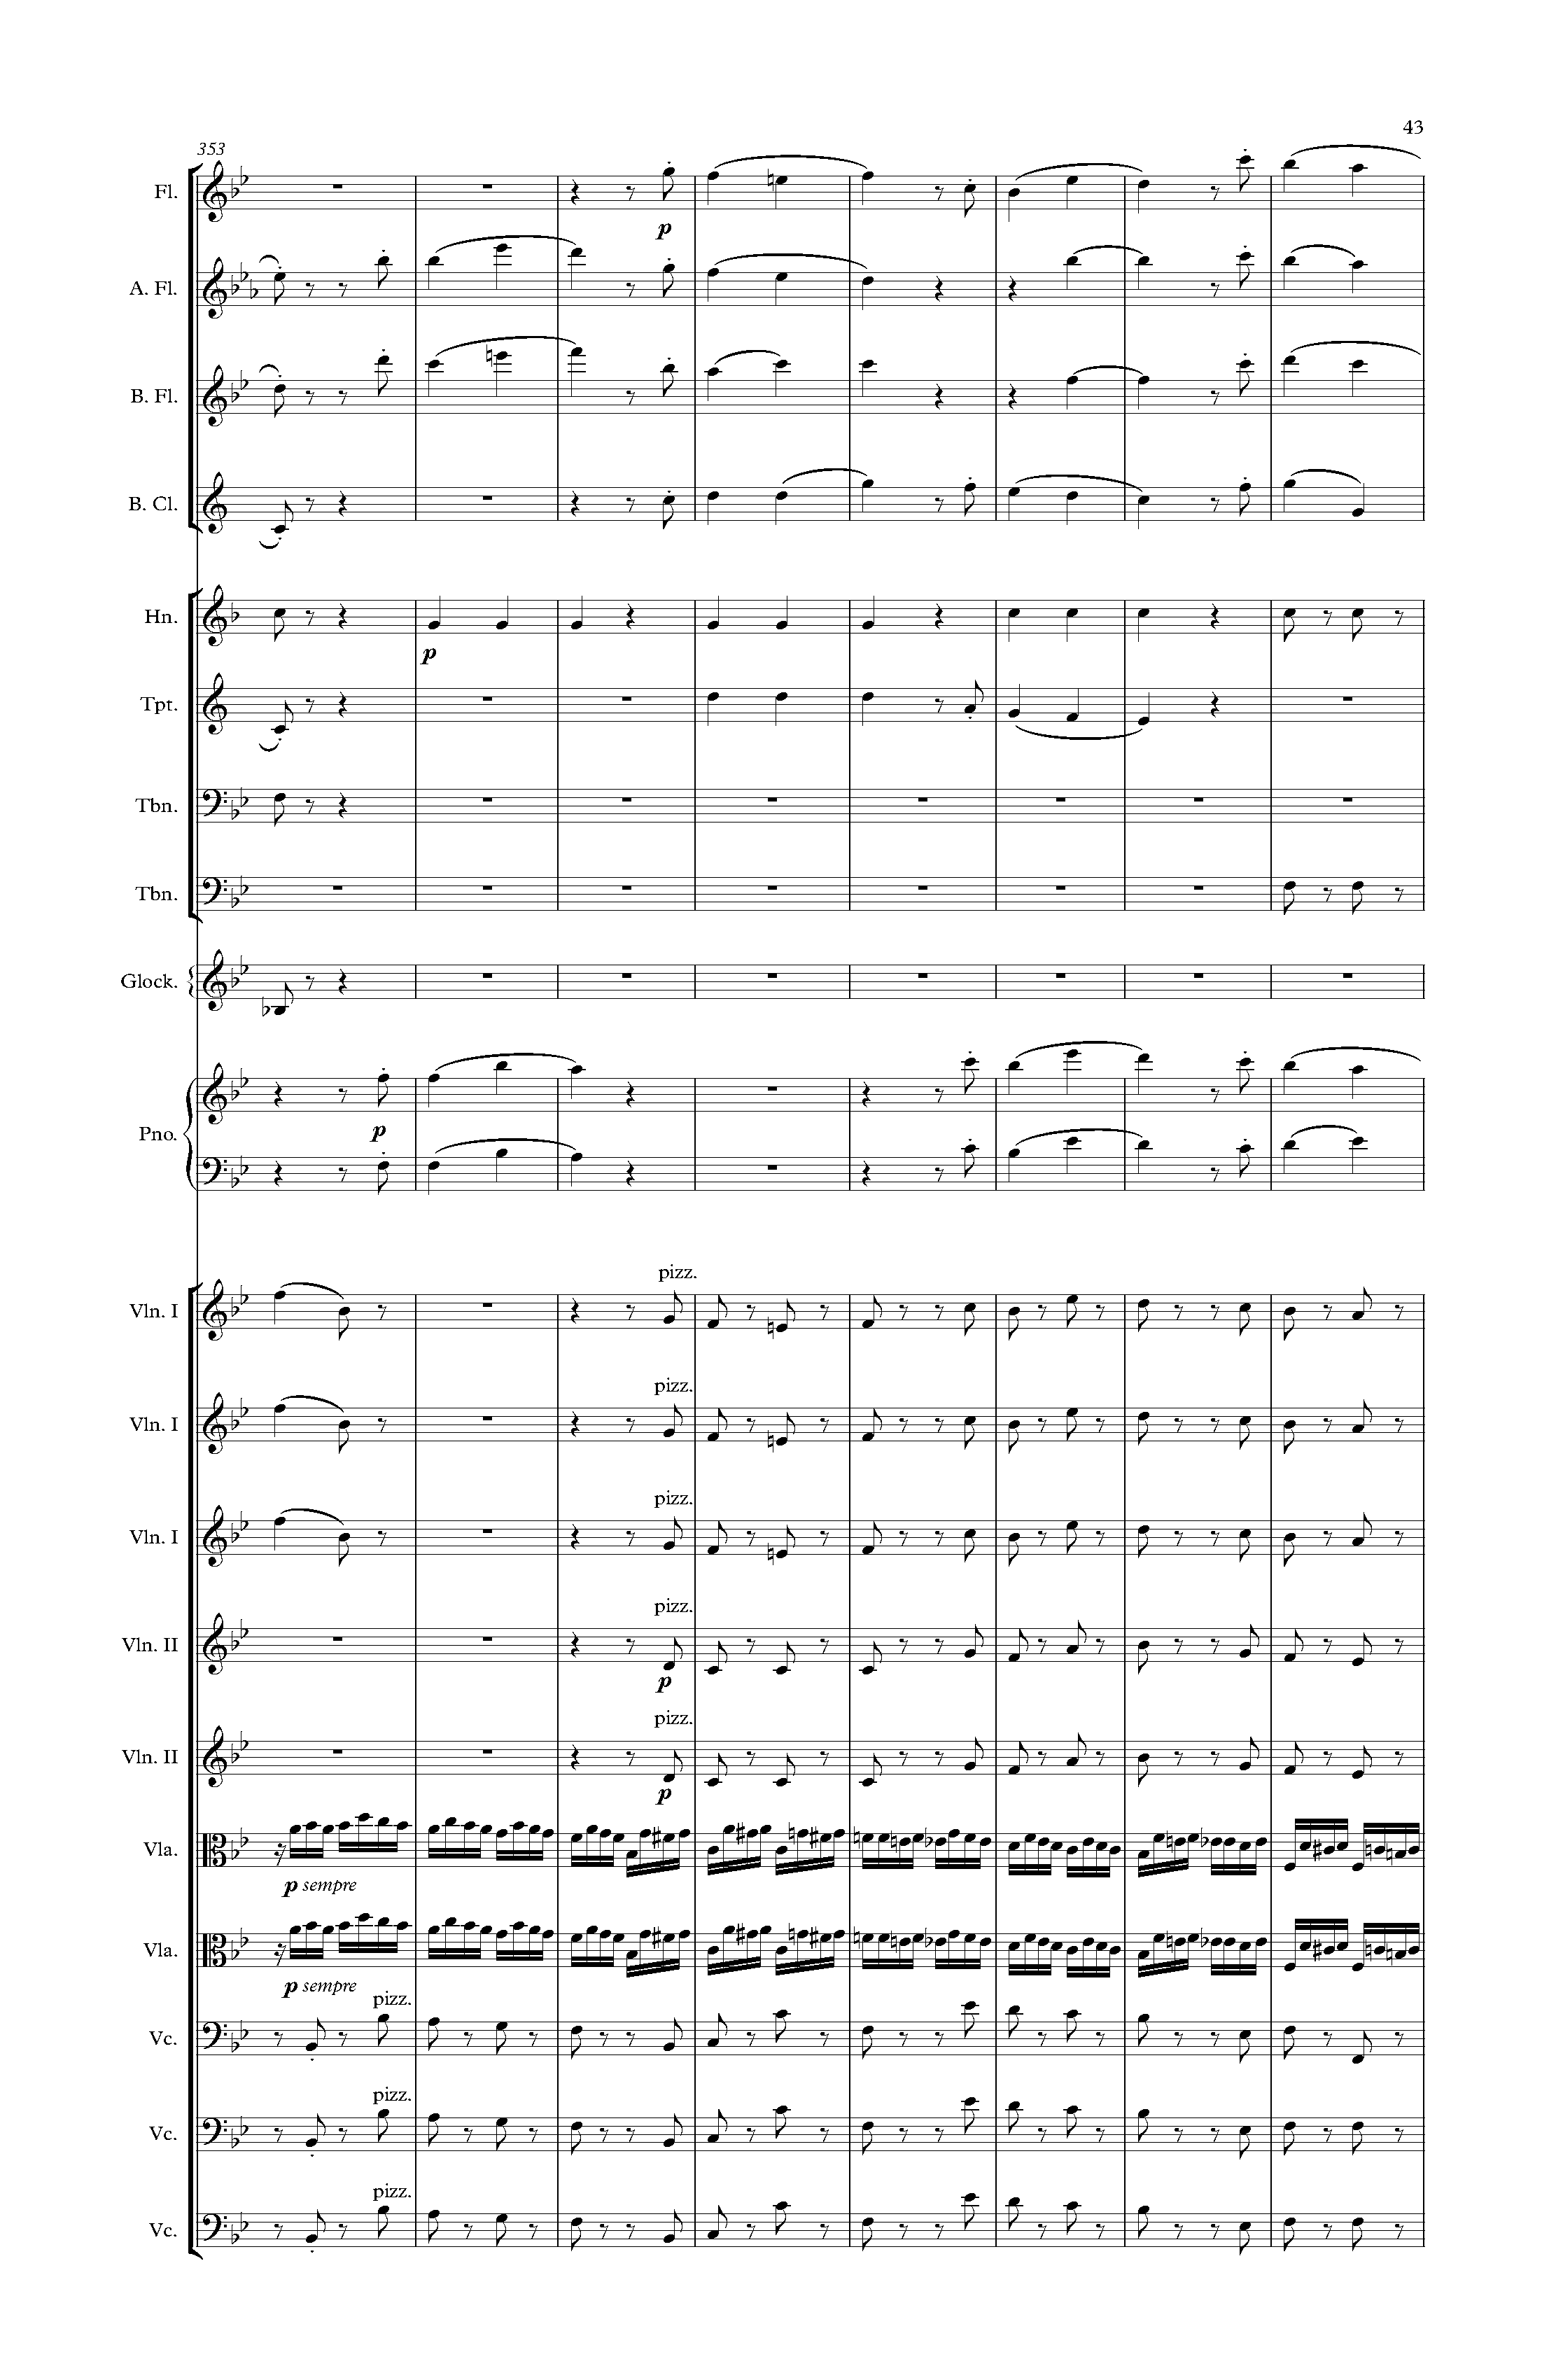 43
353
Fl.
p
A. Fl.
B. Fl.
B. Cl.
Hn.
p
Tpt.
Tbn.
Tbn.
Glock.
Pno.
p
pizz.
Vln. I
pizz.
Vln. I
pizz.
Vln. I
pizz.
Vln. II
p
pizz.
Vln. II
p
Vla.
p sempre
Vla.
p sempre
pizz.
Vc.
pizz.
Vc.
pizz.
Vc.